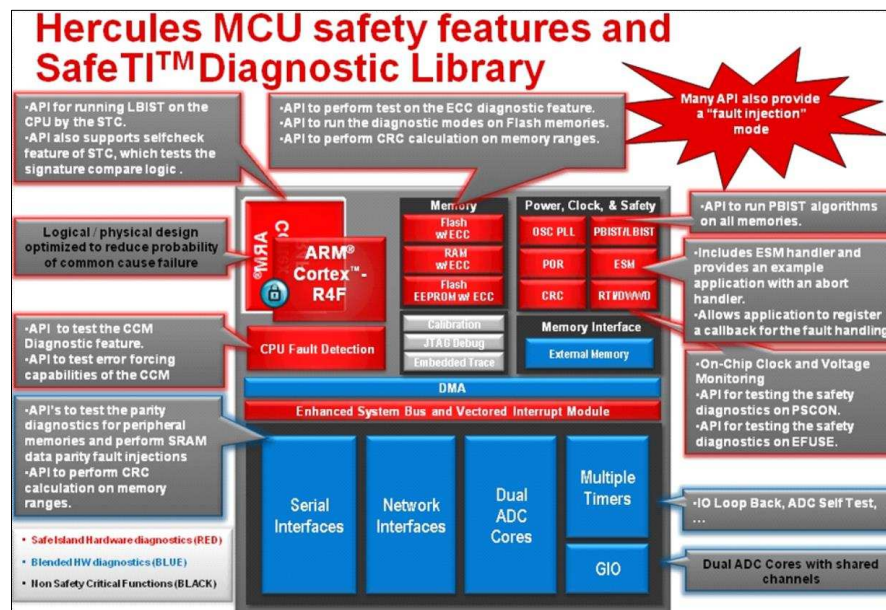 Hercules MCU safety features and
SafeTI™ Diagnostic Library
•API for running LBIST on the
CPU by the STC.
•API also supports selfcheck
feature of STC, which tests the
signature compare logic .
•API to perform test on the ECC diagnostic feature.
•API to run the diagnostic modes on Flash memories.
•API to perform CRC calculation on memory ranges.
Many API also provide
a "fault injection"
mode
Logical / physical design
optimized to reduce probability
of common cause failure
ARM
ARM®
Cortex™-
R4F
CPU Fault Detection
Memory
Flash
w/ECC
RAM
w/ECC
Flash
EEPROM w/ ECC
Calibration
JTAG Debug
Embedded Trace
Power, Clock, & Safety
OSC PLL
PBIST/LBIST
POR
ESM
CRC
RTI/DWWD
Memory Interface
External Memory
•API to run PBIST algorithms
on all memories.
•Includes ESM handler and
provides an example
application with an abort
handler.
•Allows application to register
a callback for the fault handling
•API to test the CCM
Diagnostic feature.
•API to test error forcing
capabilities of the CCM
•On-Chip Clock and Voltage
Monitoring
•API for testing the safety
diagnostics on PSCON.
•API for testing the safety
diagnostics on EFUSE.
DMA
Enhanced System Bus and Vectored Interrupt Module
•API's to test the parity
diagnostics for peripheral
memories and perform SRAM
data parity fault injections
•API to perform CRC
calculation on memory
ranges.
Serial
Interfaces
Network
Interfaces
Dual
ADC
Cores
Multiple
Timers
GIO
•IO Loop Back, ADC Self Test,
...
Dual ADC Cores with shared
channels
• Safe Island Hardware diagnostics (RED)
• Blended HW diagnostics (BLUE)
• Non Safety Critical Functions (BLACK)